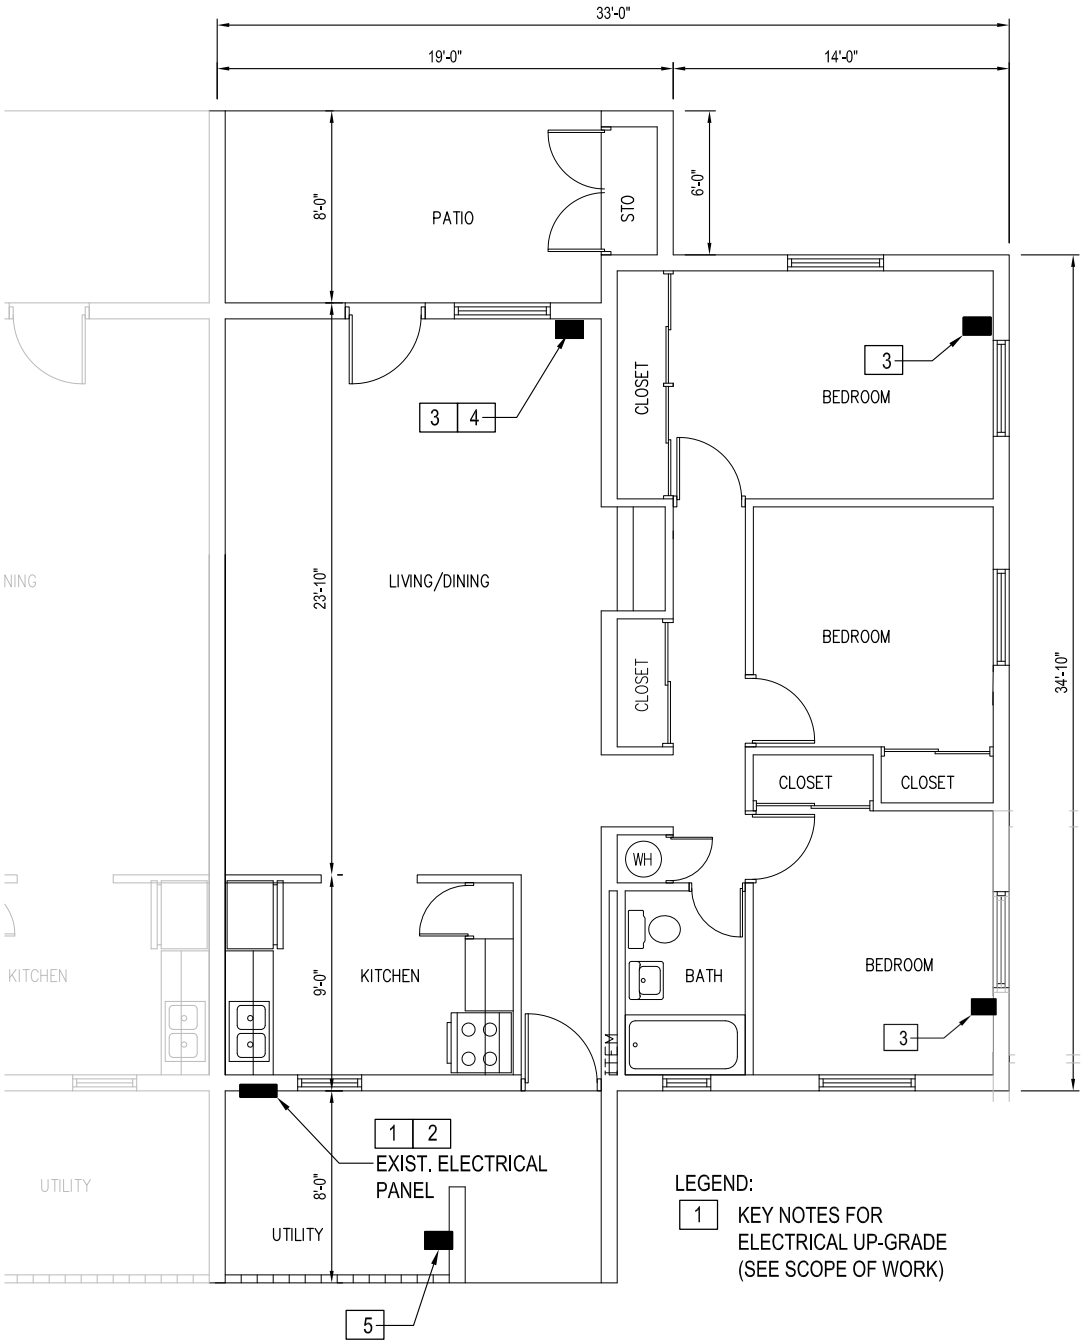 33'-0"
19'-0"
14'-0"
8'-0"
PATIO
STO
6'-0"
3
BEDROOM
CLOSET
3 4
34'-10"
NING
23'-10"
LIVING/DINING
BEDROOM
CLOSET
CLOSET
CLOSET
WH
KITCHEN
9'-0"
KITCHEN
BATH
BEDROOM
3
ITEM
1 2
EXIST. ELECTRICAL
PANEL
UTILITY
8'-0"
UTILITY
5
LEGEND:
1 KEY NOTES FOR
ELECTRICAL UP-GRADE
(SEE SCOPE OF WORK)